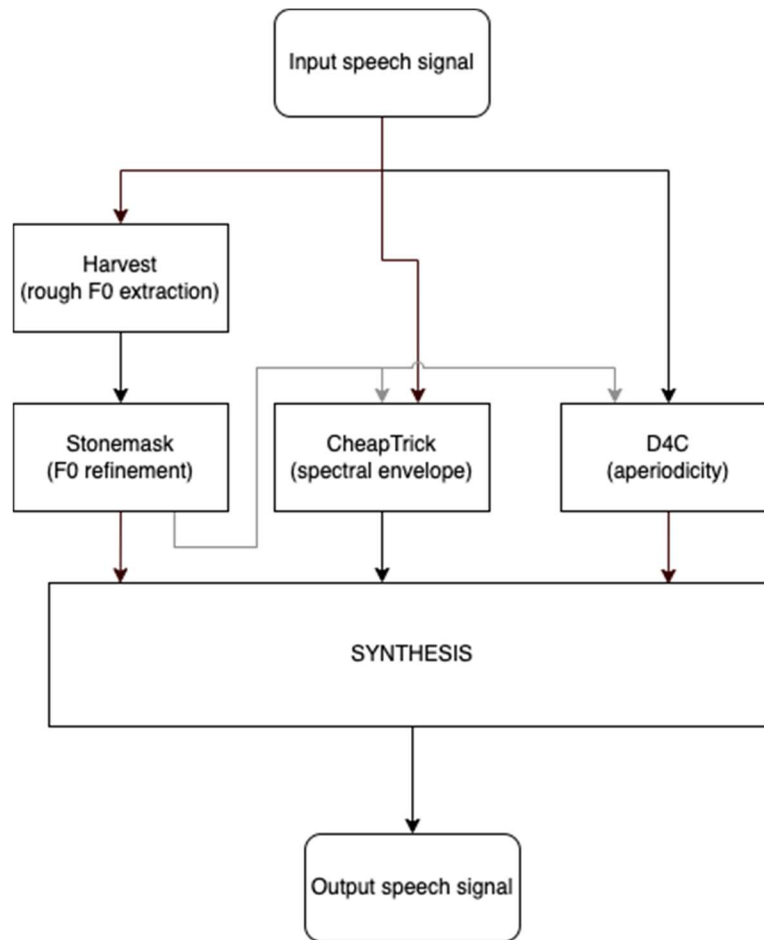 Input speech signal
Harvest
(rough F0 extraction)
Stonemask
(F0 refinement)
CheapTrick
(spectral envelope)
D4C
(aperiodicity)
SYNTHESIS
Output speech signal